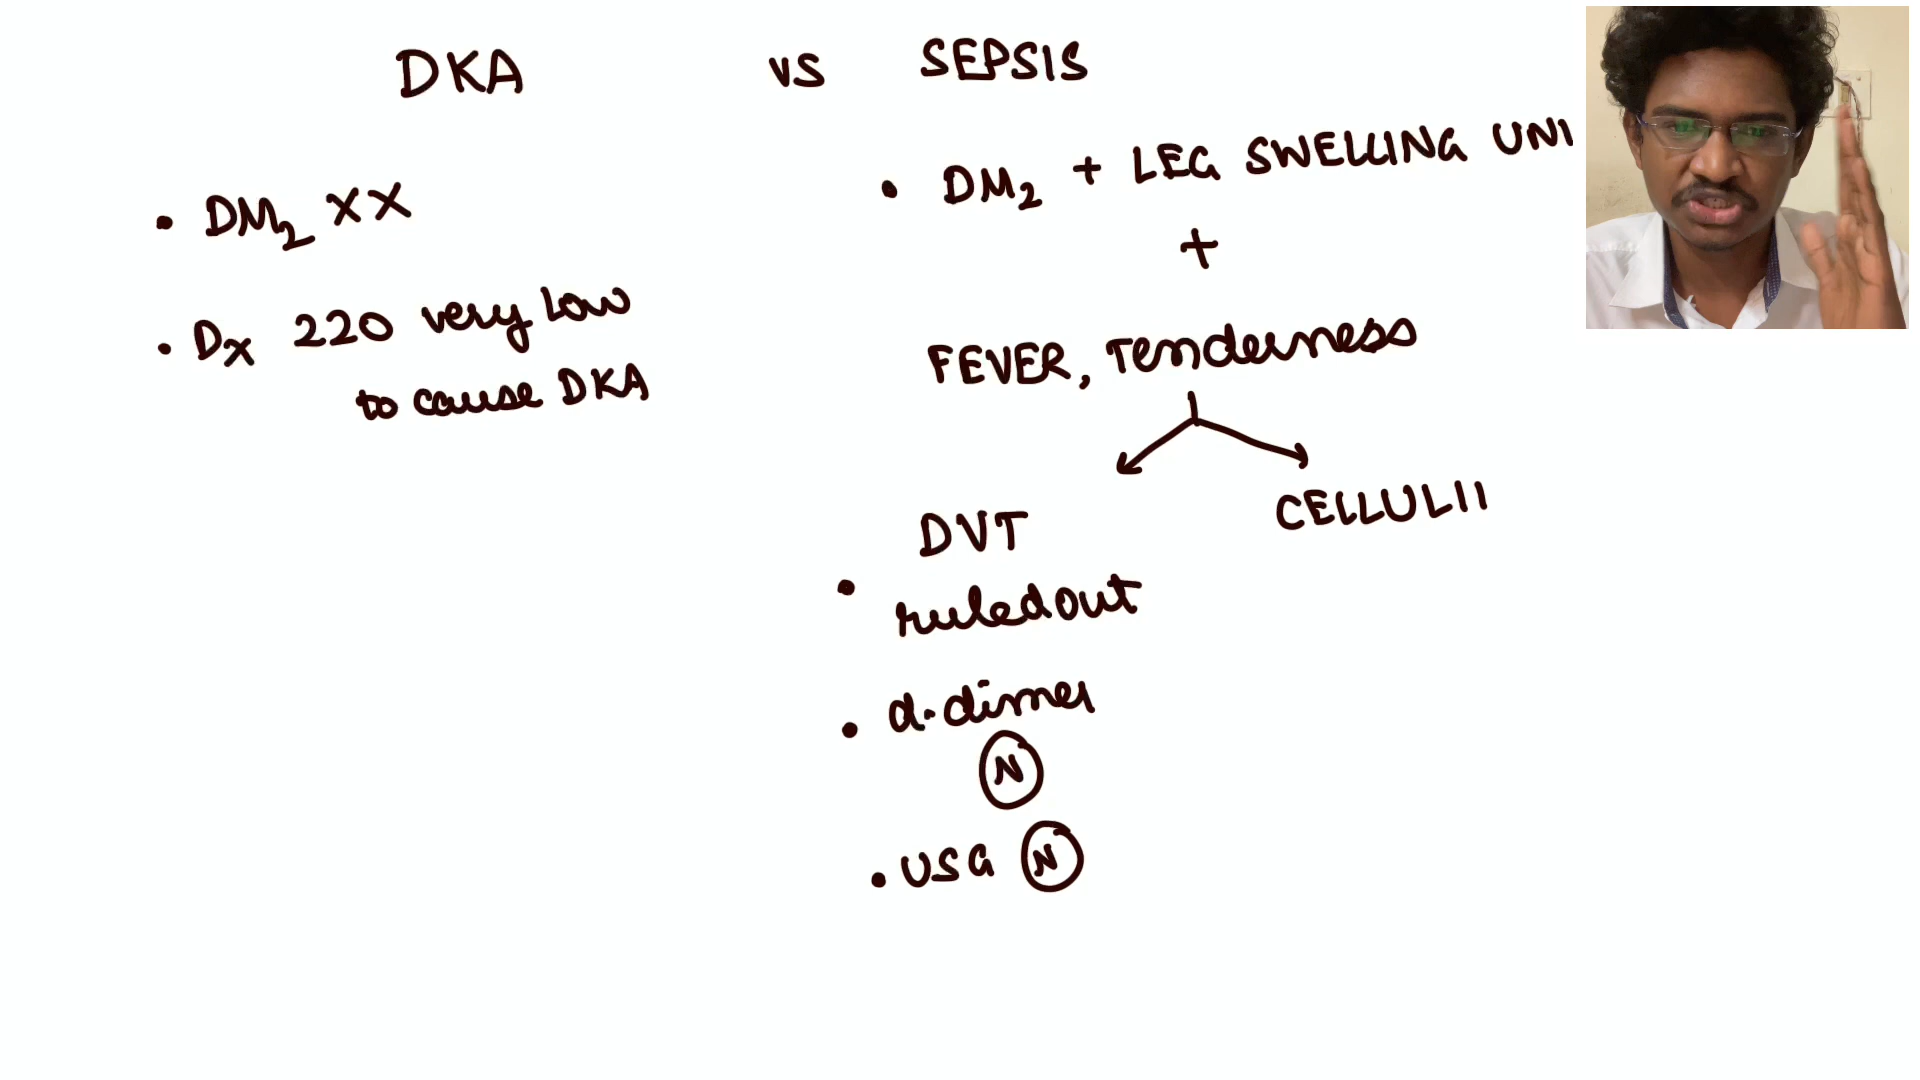 DKA vs SEPSIS
• DM2 XX
• Dx 220 very low
to cause DKA
• DM2 + LEG SWELLING UNI
+
FEVER, Tenderness
DVT
CELLULI
• ruledout
• d-dimer
N
• USG N